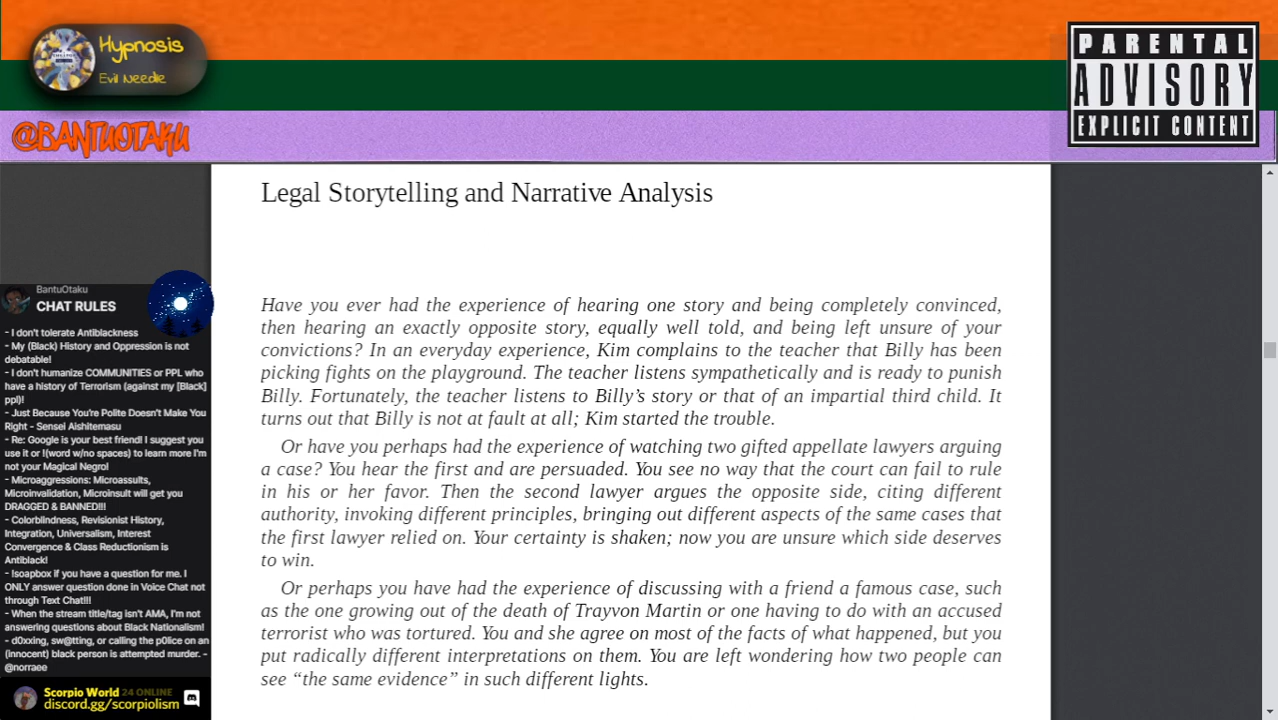 Hypnosis
Evil Needle
PARENTAL
ADVISORY
EXPLICIT CONTENT
@BANTUOTAKU
Legal Storytelling and Narrative Analysis
Have you ever had the experience of hearing one story and being completely convinced,
then hearing an exactly opposite story, equally well told, and being left unsure of your
convictions? In an everyday experience, Kim complains to the teacher that Billy has been
picking fights on the playground. The teacher listens sympathetically and is ready to punish
Billy. Fortunately, the teacher listens to Billy’s story or that of an impartial third child. It
turns out that Billy is not at fault at all; Kim started the trouble.
Or have you perhaps had the experience of watching two gifted appellate lawyers arguing
a case? You hear the first and are persuaded. You see no way that the court can fail to rule
in his or her favor. Then the second lawyer argues the opposite side, citing different
authority, invoking different principles, bringing out different aspects of the same cases that
the first lawyer relied on. Your certainty is shaken; now you are unsure which side deserves
to win.
Or perhaps you have had the experience of discussing with a friend a famous case, such
as the one growing out of the death of Trayvon Martin or one having to do with an accused
terrorist who was tortured. You and she agree on most of the facts of what happened, but you
put radically different interpretations on them. You are left wondering how two people can
see “the same evidence” in such different lights.
BantuOtaku
CHAT RULES
- I don't tolerate Antiblackness
- My (Black) History and Oppression is not
debatable!
- I don't humanize COMMUNITIES or PPL who
have a history of Terrorism (against my [Black]
ppl)!
- Just Because You're Polite Doesn't Make You
Right - Sensei Aishitemasu
- Re: Google is your best friend! I suggest you
use it or !(word w/no spaces) to learn more I'm
not your Magical Negro!
- Microaggressions: Microassults,
Microinvalidation, Microinsult will get you
DRAGGED & BANNED!!!
- Colorblindness, Revisionist History,
Integration, Universalism, Interest
Convergence & Class Reductionism is
Antiblack!
- !soapbox if you have a question for me. I
ONLY answer question done in Voice Chat not
through Text Chat!!!
- When the stream title/tag isn't AMA, I'm not
answering questions about Black Nationalism!
- d0xxing, sw@tting, or calling the p0lice on an
(innocent) black person is attempted murder. -
@norraee
Scorpio World 24 ONLINE
discord.gg/scorpiolism